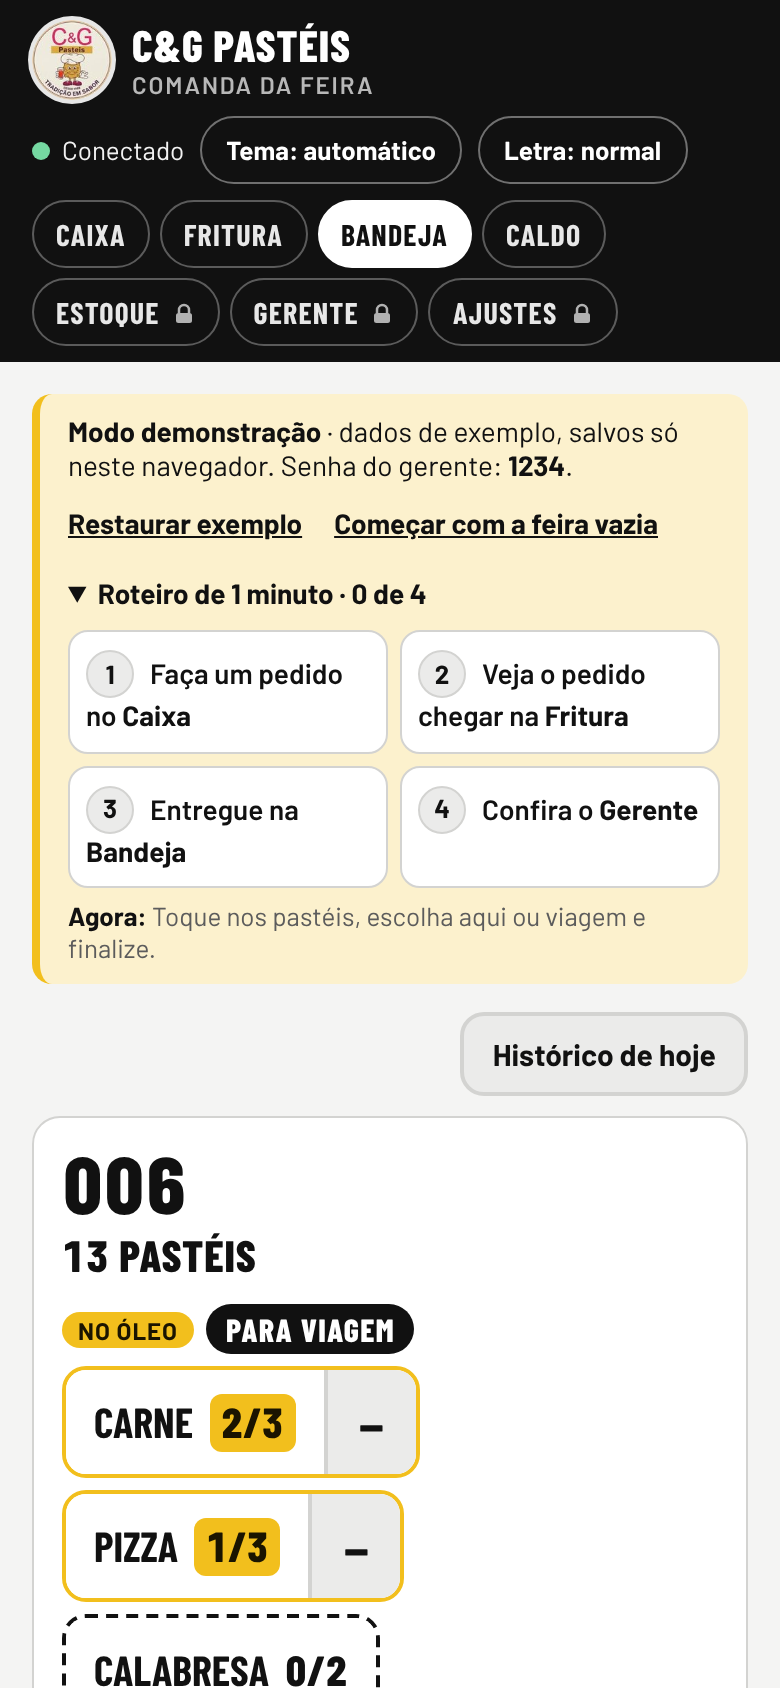 C&G
Pasteis
TRADIÇÃO EM SABOR
C&G PASTÉIS
COMANDA DA FEIRA
Conectado
Tema: automático
Letra: normal
CAIXA
FRITURA
BANDEJA
CALDO
ESTOQUE
GERENTE
AJUSTES
Modo demonstração · dados de exemplo, salvos só
neste navegador. Senha do gerente: 1234.
Restaurar exemplo
Começar com a feira vazia
▼ Roteiro de 1 minuto · 0 de 4
1 Faça um pedido
no Caixa
2 Veja o pedido
chegar na Fritura
3 Entregue na
Bandeja
4 Confira o Gerente
Agora: Toque nos pastéis, escolha aqui ou viagem e
finalize.
Histórico de hoje
006
13 PASTÉIS
NO ÓLEO
PARA VIAGEM
CARNE 2/3 –
PIZZA 1/3 –
CALABRESA 0/2